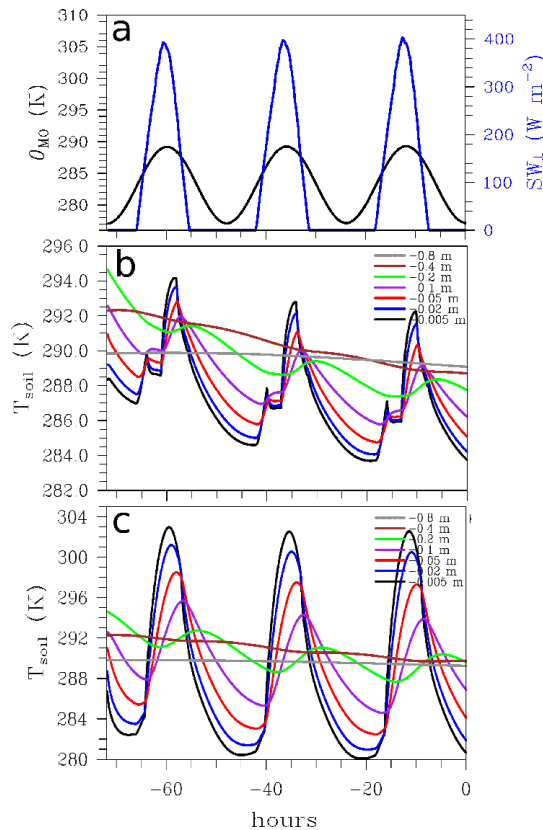 a
310
305
300
295
290
285
280
θMO (K)
400
300
200
100
0
SW⊥ (W m⁻²)
b
296.0
294.0
292.0
290.0
288.0
286.0
284.0
282.0
Tsoil (K)
−0.8 m
−0.4 m
−0.2 m
0.1 m
−0.05 m
−0.02 m
0.005 m
c
304
300
296
292
288
284
280
Tsoil (K)
−0.8 m
−0.4 m
−0.2 m
−0.1 m
−0.05 m
−0.02 m
−0.005 m
−60
−40
−20
0
hours